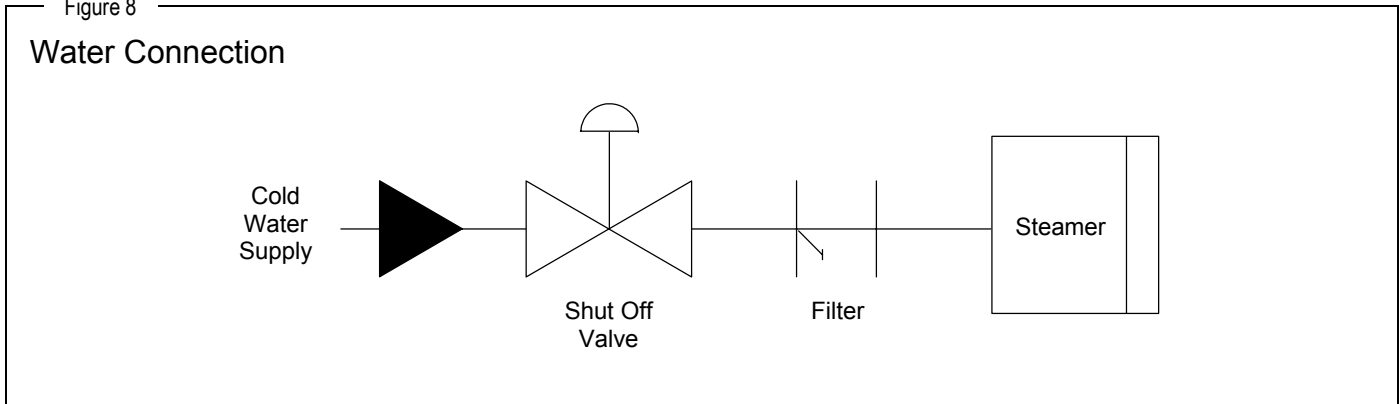 Figure 8
Water Connection
Cold
Water
Supply
Shut Off
Valve
Filter
Steamer